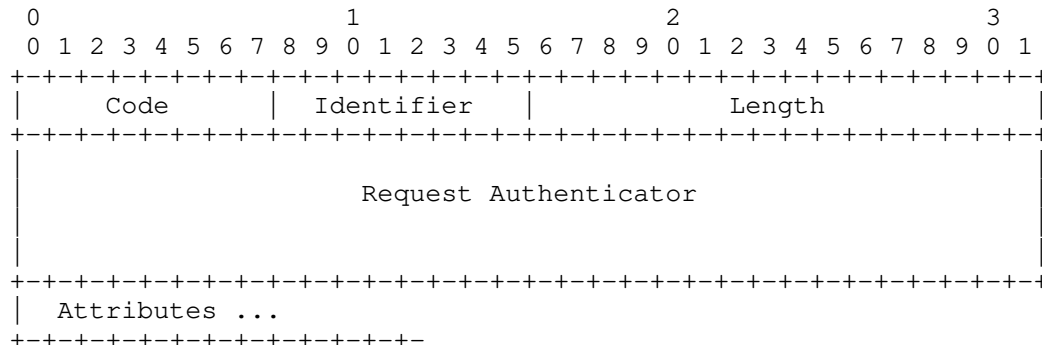 0                   1                   2                   3
 0 1 2 3 4 5 6 7 8 9 0 1 2 3 4 5 6 7 8 9 0 1 2 3 4 5 6 7 8 9 0 1
+-+-+-+-+-+-+-+-+-+-+-+-+-+-+-+-+-+-+-+-+-+-+-+-+-+-+-+-+-+-+-+-+
|     Code      |  Identifier   |            Length             |
+-+-+-+-+-+-+-+-+-+-+-+-+-+-+-+-+-+-+-+-+-+-+-+-+-+-+-+-+-+-+-+-+
|                                                               |
|                     Request Authenticator                     |
|                                                               |
|                                                               |
+-+-+-+-+-+-+-+-+-+-+-+-+-+-+-+-+-+-+-+-+-+-+-+-+-+-+-+-+-+-+-+-+
|  Attributes ...
+-+-+-+-+-+-+-+-+-+-+-+-+-